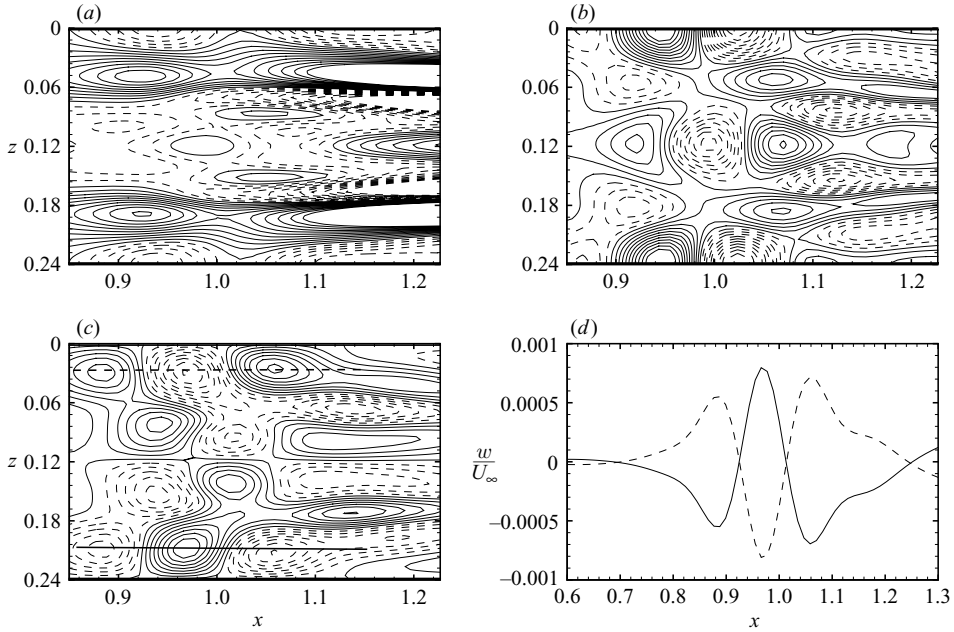 (a) (b)
0 0
0.06 0.06
z 0.12 0.12
0.18 0.18
0.24 0.24
0.9 1.0 1.1 1.2 0.9 1.0 1.1 1.2
(c) (d)
0 0.001
0.06 0.0005
z 0.12 w/U∞ 0
0.18 −0.0005
0.24 −0.001
0.9 1.0 1.1 1.2 0.6 0.7 0.8 0.9 1.0 1.1 1.2 1.3
x x